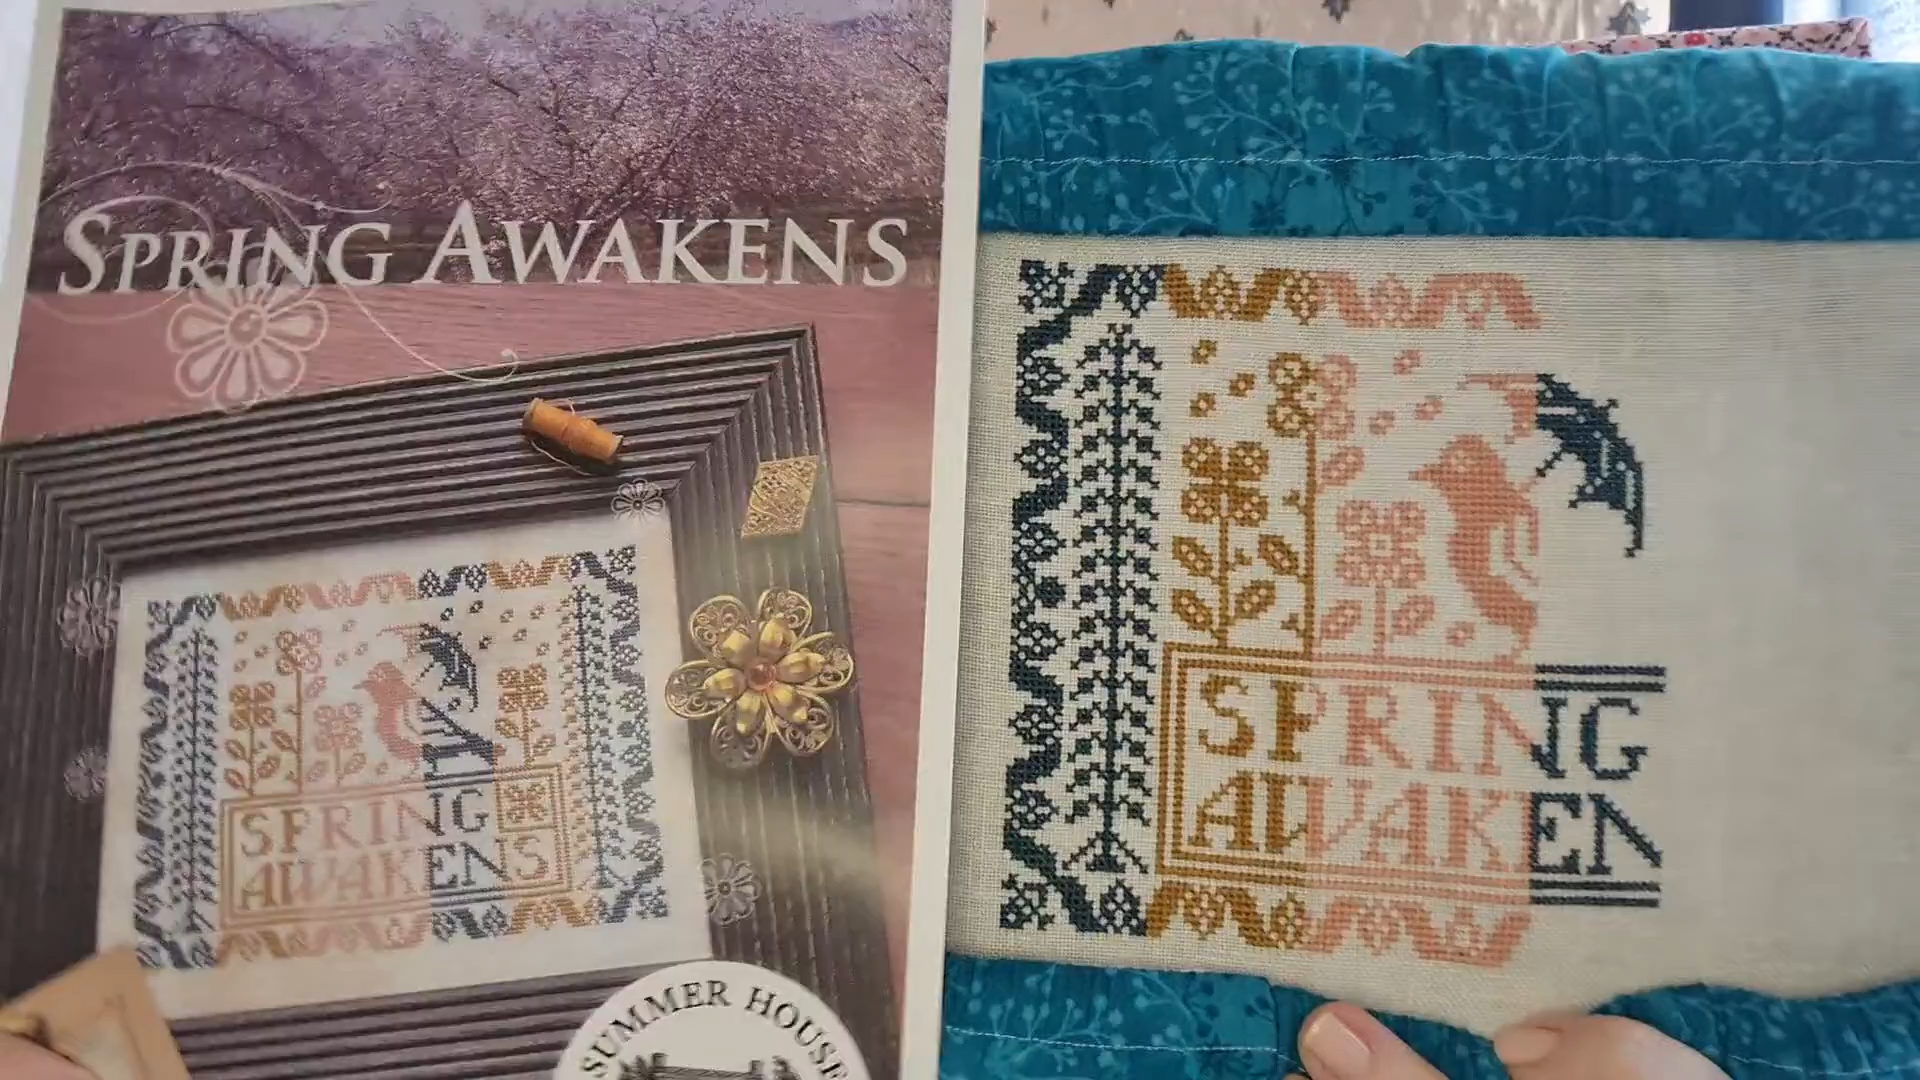 SPRING AWAKENS
SPRING
AWAKENS
SUMMER HOUSE
SPRING
AWAKEN